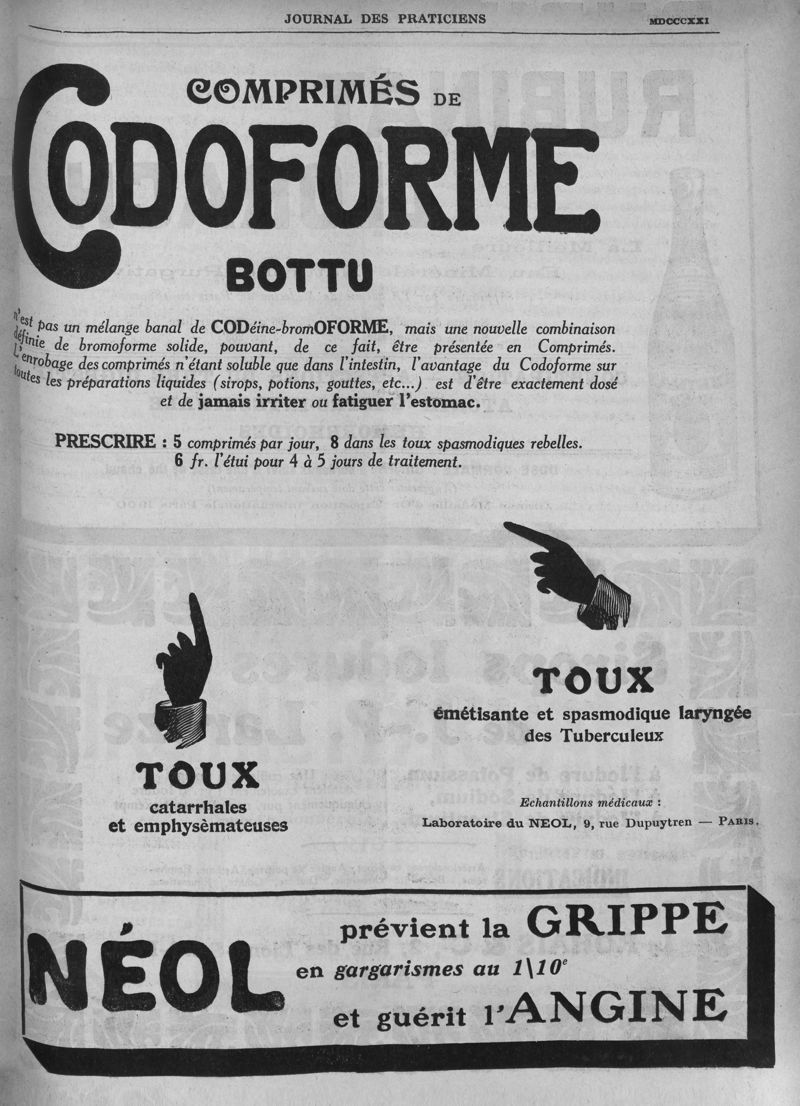 JOURNAL DES PRATICIENS
MDCCCXXI
COMPRIMÉS DE
CODOFORME
BOTTU
n'est pas un mélange banal de CODéine-bromOFORME, mais une nouvelle combinaison
définie de bromoforme solide, pouvant, de ce fait, être présentée en Comprimés.
L'enrobage des comprimés n'étant soluble que dans l'intestin, l'avantage du Codoforme sur
toutes les préparations liquides (sirops, potions, gouttes, etc...) est d'être exactement dosé
et de jamais irriter ou fatiguer l'estomac.
PRESCRIRE : 5 comprimés par jour, 8 dans les toux spasmodiques rebelles.
6 fr. l'étui pour 4 à 5 jours de traitement.
TOUX
catarrhales
et emphysèmateuses
TOUX
émétisante et spasmodique laryngée
des Tuberculeux
Echantillons médicaux :
Laboratoire du NEOL, 9, rue Dupuytren — PARIS.
NÉOL
prévient la GRIPPE
en gargarismes au 1\10e
et guérit l'ANGINE